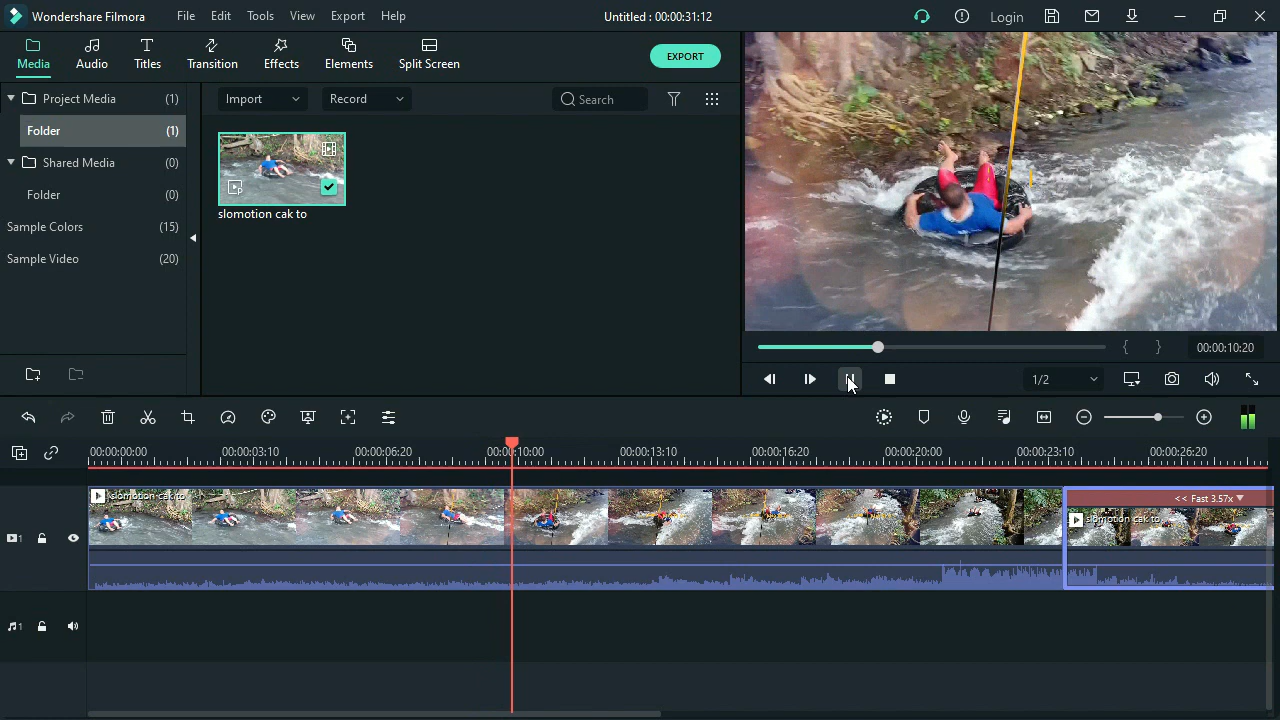 Wondershare Filmora
File Edit Tools View Export Help
Untitled : 00:00:31:12
Login
Media Audio Titles Transition Effects Elements Split Screen
EXPORT
Project Media (1)
Folder (1)
Shared Media (0)
Folder (0)
Sample Colors (15)
Sample Video (20)
Import Record Search
slomotion cak to
00:00:10:20
1/2
00:00:00:00 00:00:03:10 00:00:06:20 00:00:10:00 00:00:13:10 00:00:16:20 00:00:20:00 00:00:23:10 00:00:26:20
slomotion cak to
<< Fast 3.57x
slomotion cak to
1
1